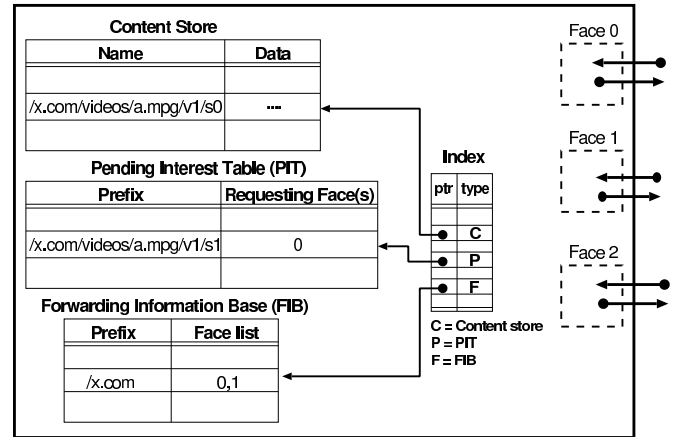 Content Store
Name Data
/x.com/videos/a.mpg/v1/s0 ----
Pending Interest Table (PIT)
Prefix Requesting Face(s)
/x.com/videos/a.mpg/v1/s1 0
Forwarding Information Base (FIB)
Prefix Face list
/x.com 0,1
Index
ptr type
C
P
F
C = Content store
P = PIT
F = FIB
Face 0
Face 1
Face 2